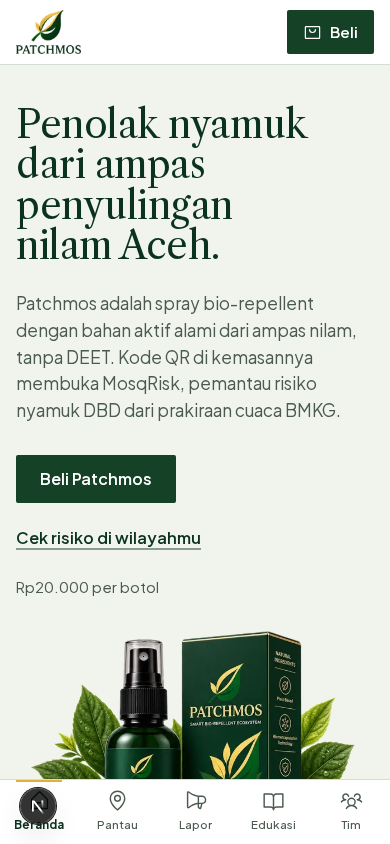 PATCHMOS
Beli
Penolak nyamuk
dari ampas
penyulingan
nilam Aceh.
Patchmos adalah spray bio-repellent
dengan bahan aktif alami dari ampas nilam,
tanpa DEET. Kode QR di kemasannya
membuka MosqRisk, pemantau risiko
nyamuk DBD dari prakiraan cuaca BMKG.
Beli Patchmos
Cek risiko di wilayahmu
Rp20.000 per botol
NATURAL
INGREDIENTS
PATCHMOS
SMART BIO-REPELLENT ECOSYSTEM
N
Beranda
Pantau
Lapor
Edukasi
Tim